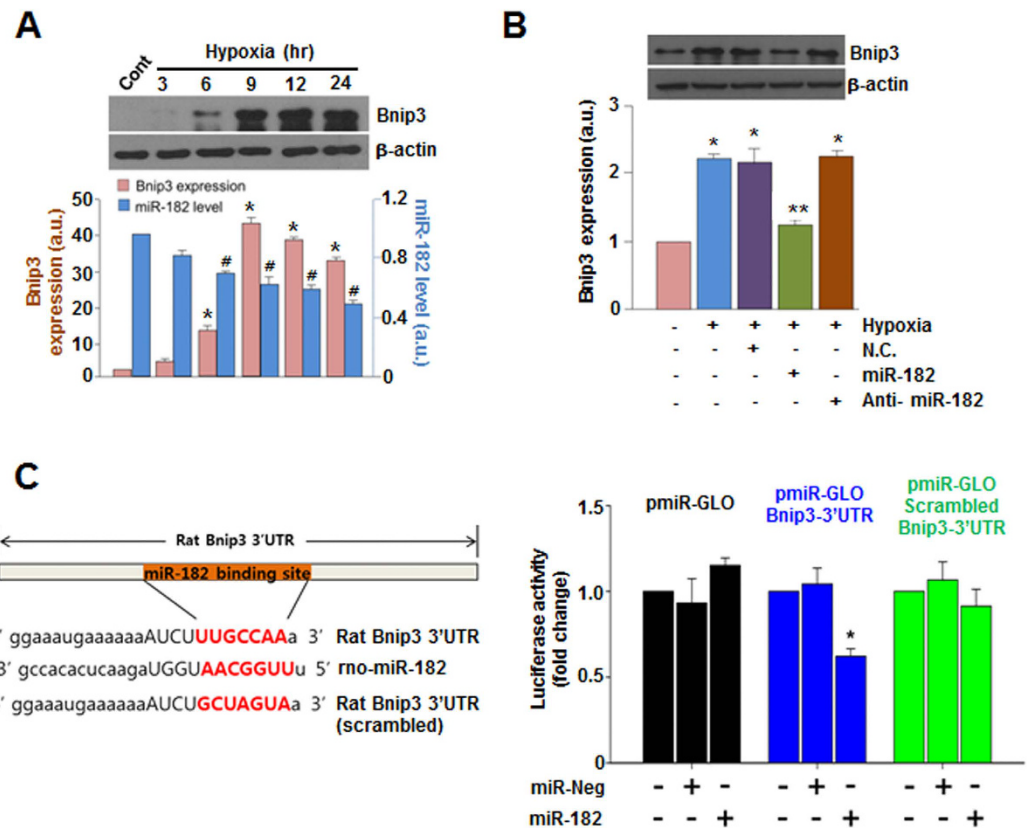 A
Hypoxia (hr)
Cont 3 6 9 12 24
Bnip3
β-actin
Bnip3 expression
miR-182 level
50
40
30
20
10
0
Bnip3
expression (a.u.)
* * * *
# # # #
1.2
0.8
0.4
0
miR-182
level (a.u.)
B
Bnip3
β-actin
3
2
1
0
Bnip3 expression (a.u.)
* * ** *
- + + + + Hypoxia
- - + - - N.C.
- - - + - miR-182
- - - - + Anti- miR-182
C
Rat Bnip3 3'UTR
miR-182 binding site
' ggaaaugaaaaaaAUCUUUGCCAAa 3' Rat Bnip3 3'UTR
3' gccacacucaagaUGGUAACGGUUu 5' rno-miR-182
' ggaaaugaaaaaaAUCUGCUAGUAa 3' Rat Bnip3 3'UTR
(scrambled)
pmiR-GLO
pmiR-GLO
Bnip3-3'UTR
pmiR-GLO
Scrambled
Bnip3-3'UTR
1.5
1.0
0.5
0
Luciferase activity
(fold change)
*
miR-Neg - + - - + - - + -
miR-182 - - + - - + - - +